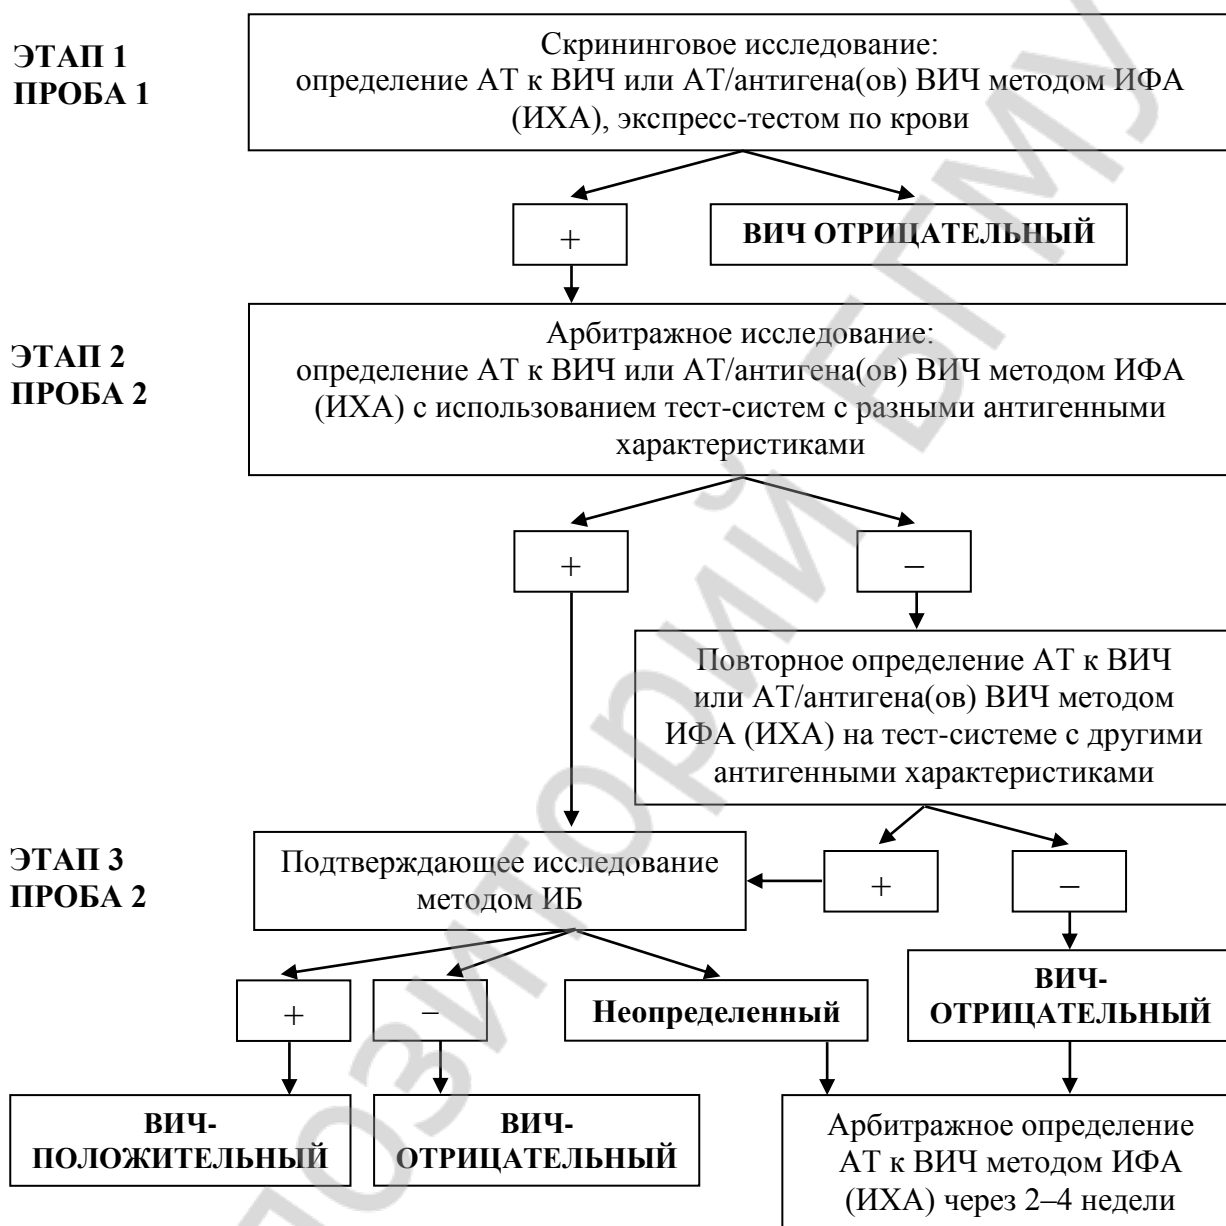 ЭТАП 1
ПРОБА 1
Скрининговое исследование:
определение АТ к ВИЧ или АТ/антигена(ов) ВИЧ методом ИФА
(ИХА), экспресс-тестом по крови
+
ВИЧ ОТРИЦАТЕЛЬНЫЙ
ЭТАП 2
ПРОБА 2
Арбитражное исследование:
определение АТ к ВИЧ или АТ/антигена(ов) ВИЧ методом ИФА
(ИХА) с использованием тест-систем с разными антигенными
характеристиками
+
–
Повторное определение АТ к ВИЧ
или АТ/антигена(ов) ВИЧ методом
ИФА (ИХА) на тест-системе с другими
антигенными характеристиками
ЭТАП 3
ПРОБА 2
Подтверждающее исследование
методом ИБ
+
–
+
–
Неопределенный
ВИЧ-
ОТРИЦАТЕЛЬНЫЙ
ВИЧ-
ПОЛОЖИТЕЛЬНЫЙ
ВИЧ-
ОТРИЦАТЕЛЬНЫЙ
Арбитражное определение
АТ к ВИЧ методом ИФА
(ИХА) через 2–4 недели
позиторий БГМУ